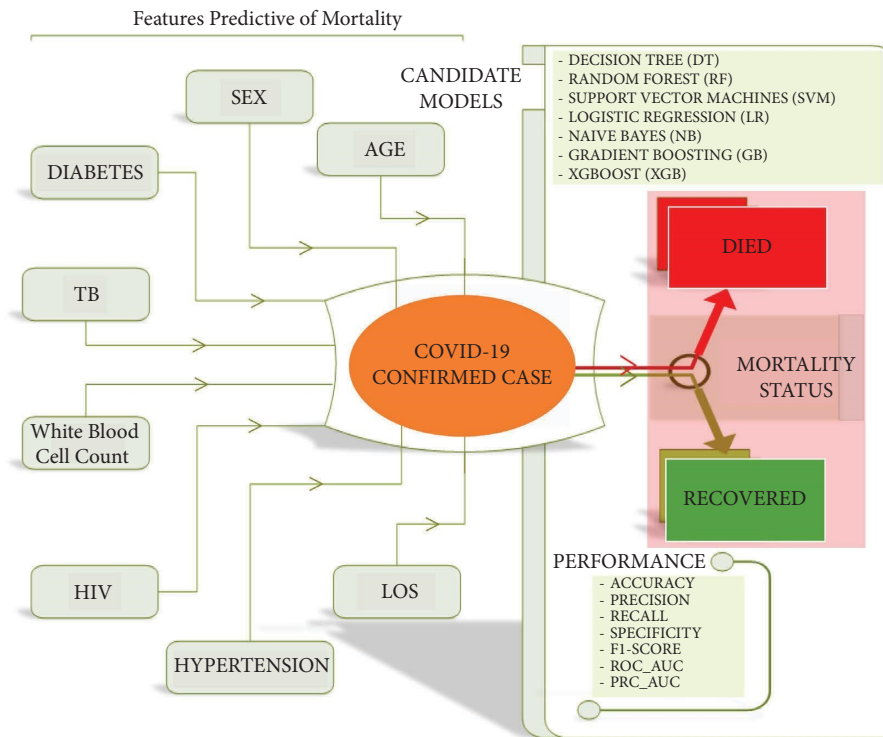 Features Predictive of Mortality
SEX
AGE
DIABETES
TB
White Blood
Cell Count
HIV
HYPERTENSION
LOS
COVID-19
CONFIRMED CASE
CANDIDATE
MODELS
- DECISION TREE (DT)
- RANDOM FOREST (RF)
- SUPPORT VECTOR MACHINES (SVM)
- LOGISTIC REGRESSION (LR)
- NAIVE BAYES (NB)
- GRADIENT BOOSTING (GB)
- XGBOOST (XGB)
DIED
MORTALITY
STATUS
RECOVERED
PERFORMANCE
- ACCURACY
- PRECISION
- RECALL
- SPECIFICITY
- F1-SCORE
- ROC_AUC
- PRC_AUC